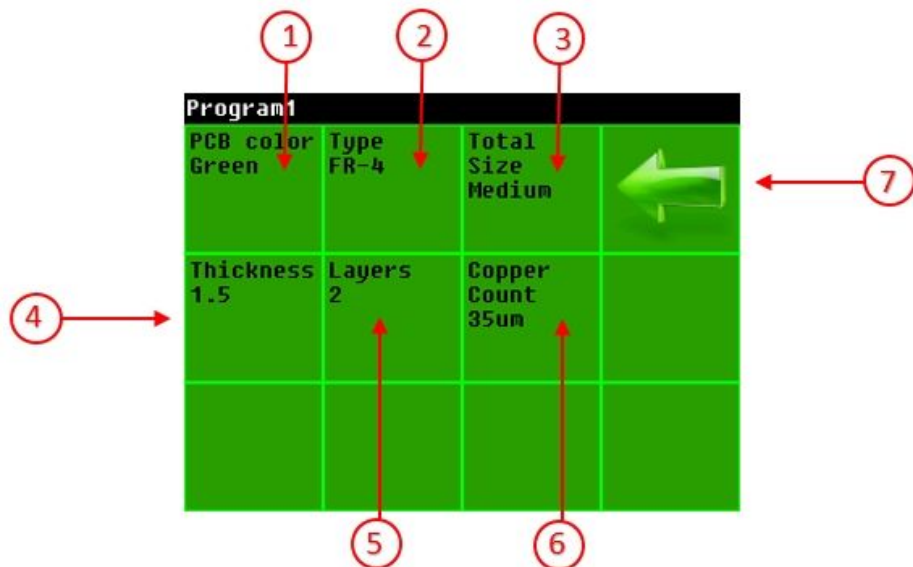 1
2
3
Program1
PCB color
Green
Type
FR-4
Total
Size
Medium
7
Thickness
1.5
Layers
2
Copper
Count
35um
4
5
6